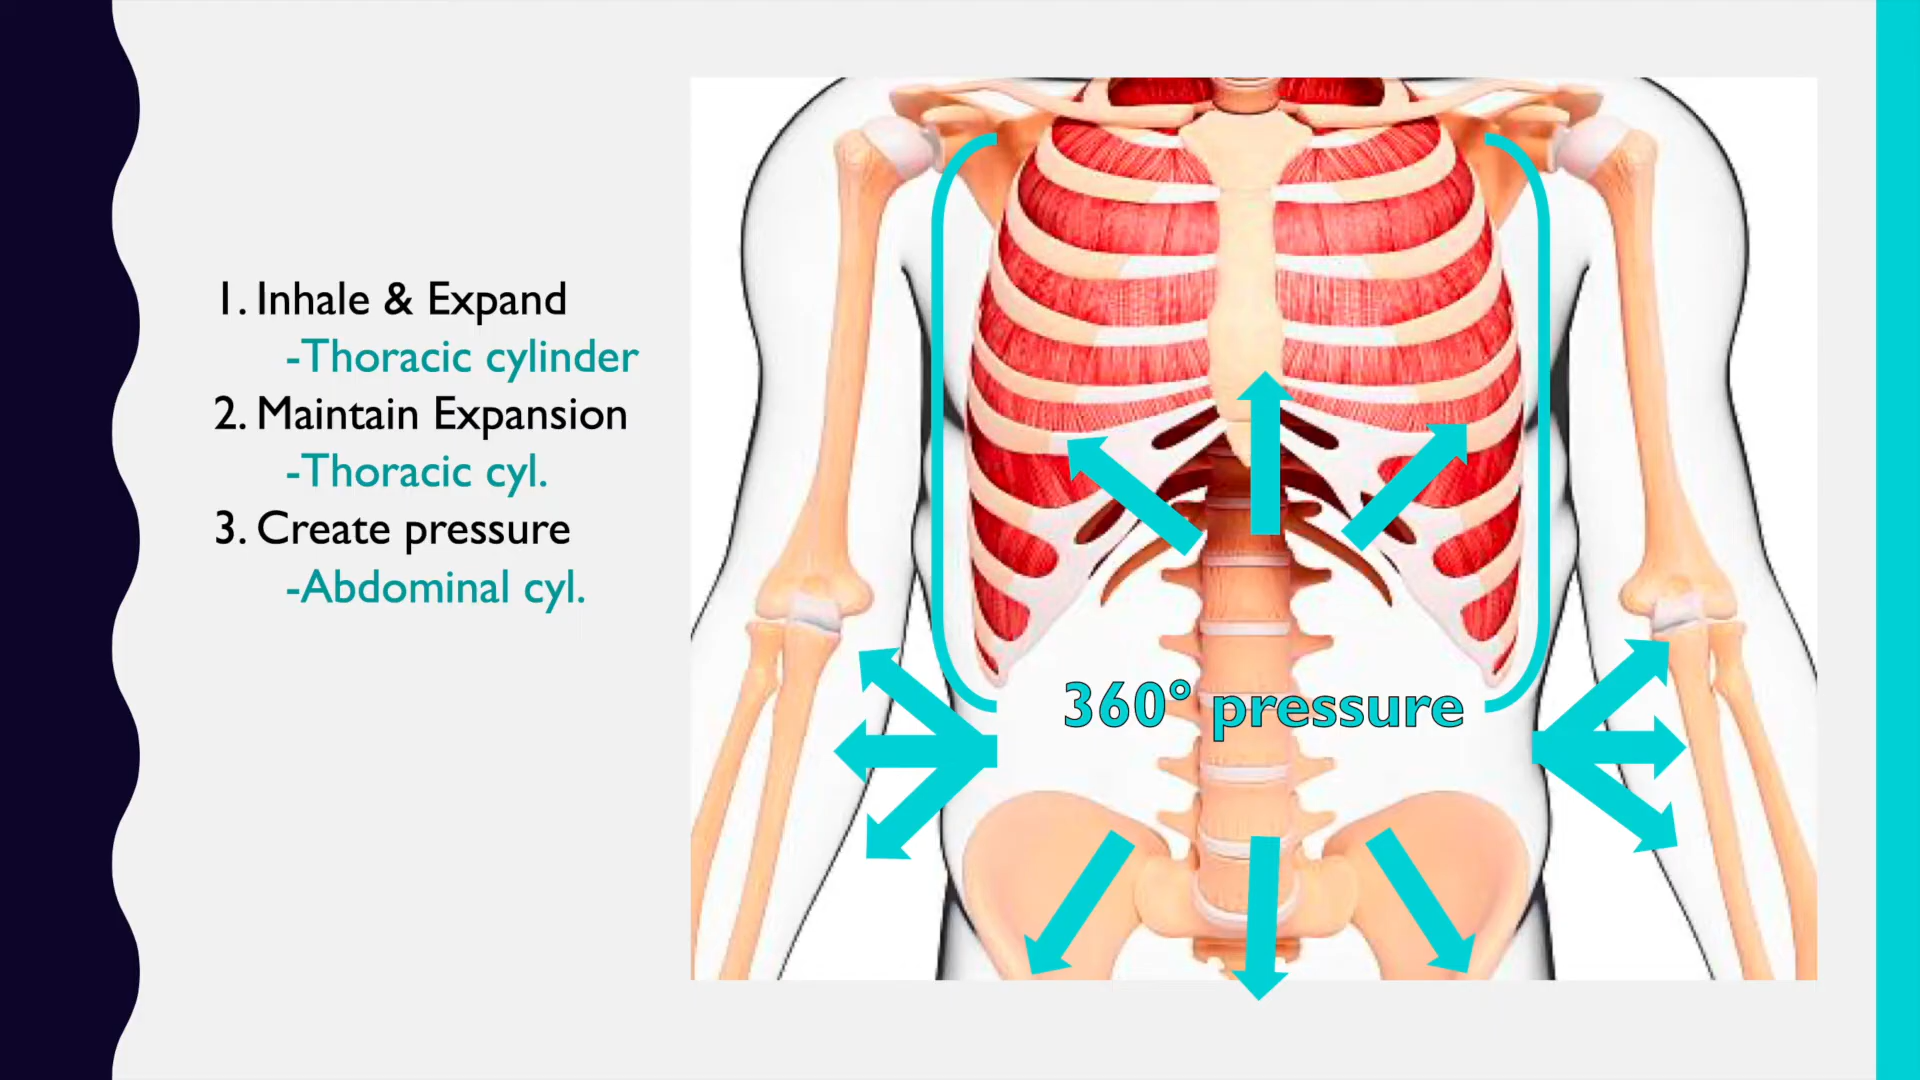 1. Inhale & Expand
-Thoracic cylinder
2. Maintain Expansion
-Thoracic cyl.
3. Create pressure
-Abdominal cyl.
360° pressure